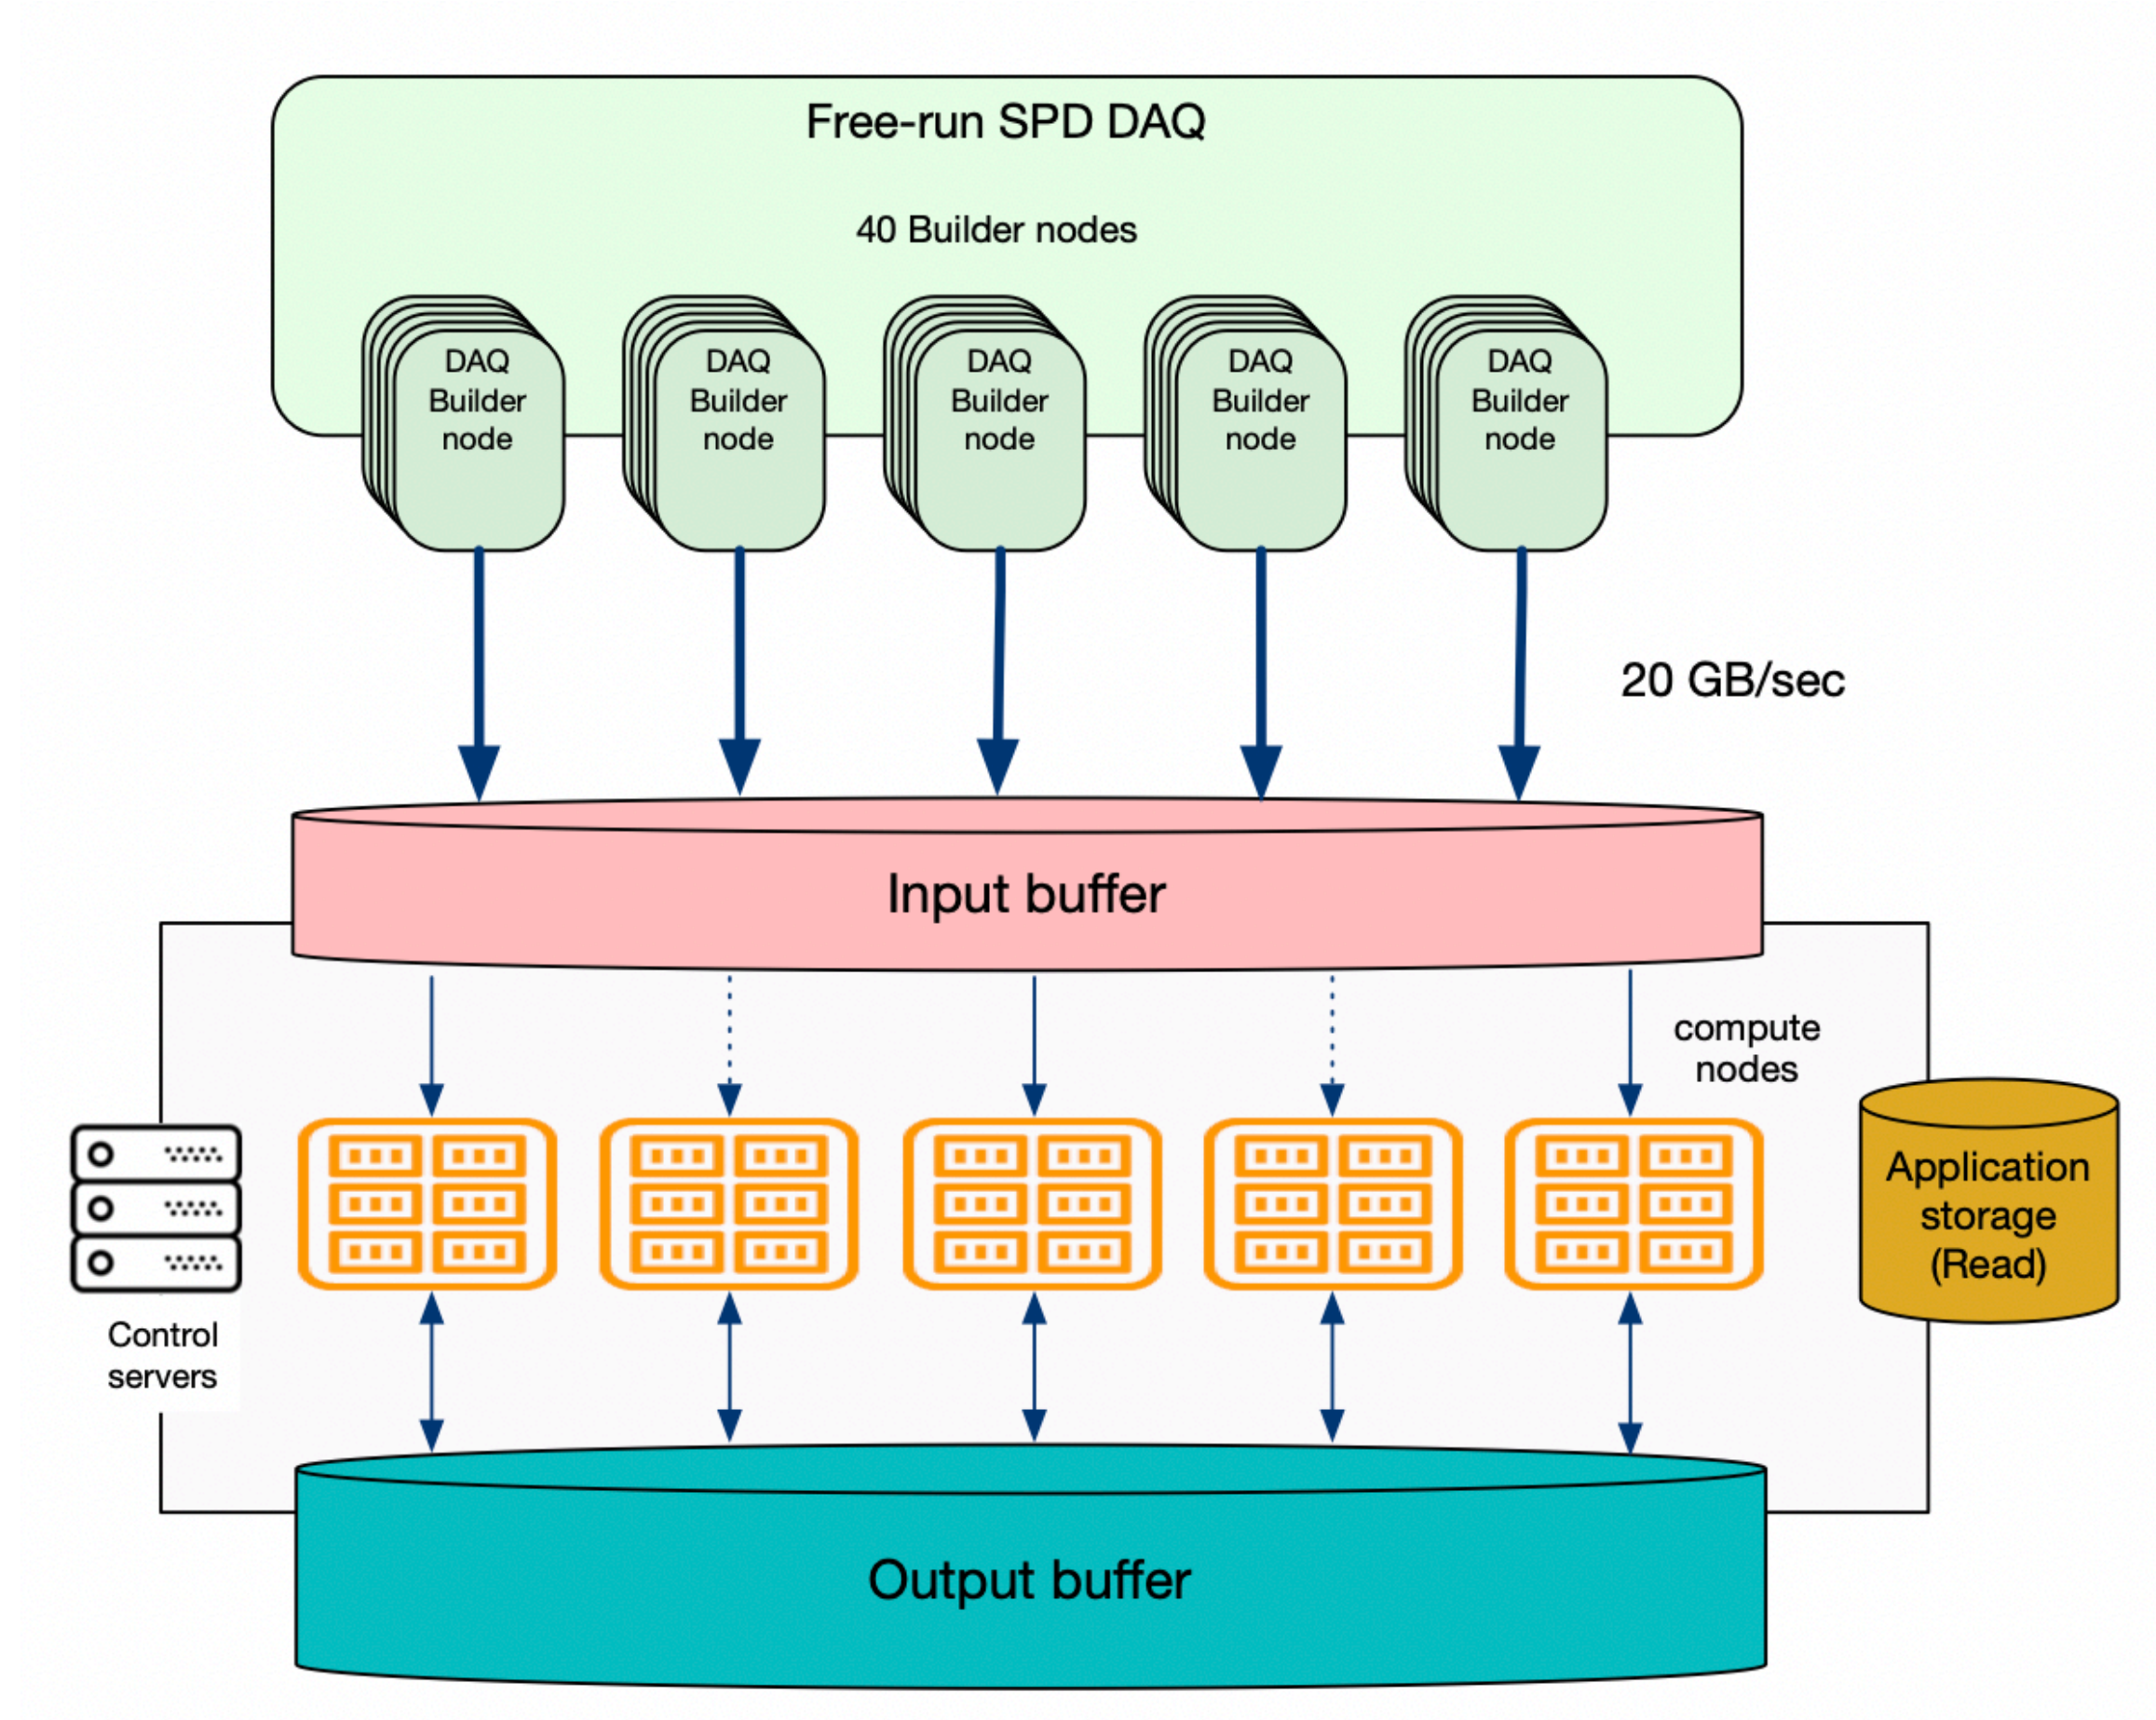 Free-run SPD DAQ
40 Builder nodes
DAQ
Builder
node
DAQ
Builder
node
DAQ
Builder
node
DAQ
Builder
node
DAQ
Builder
node
20 GB/sec
Input buffer
compute
nodes
Control
servers
Application
storage
(Read)
Output buffer